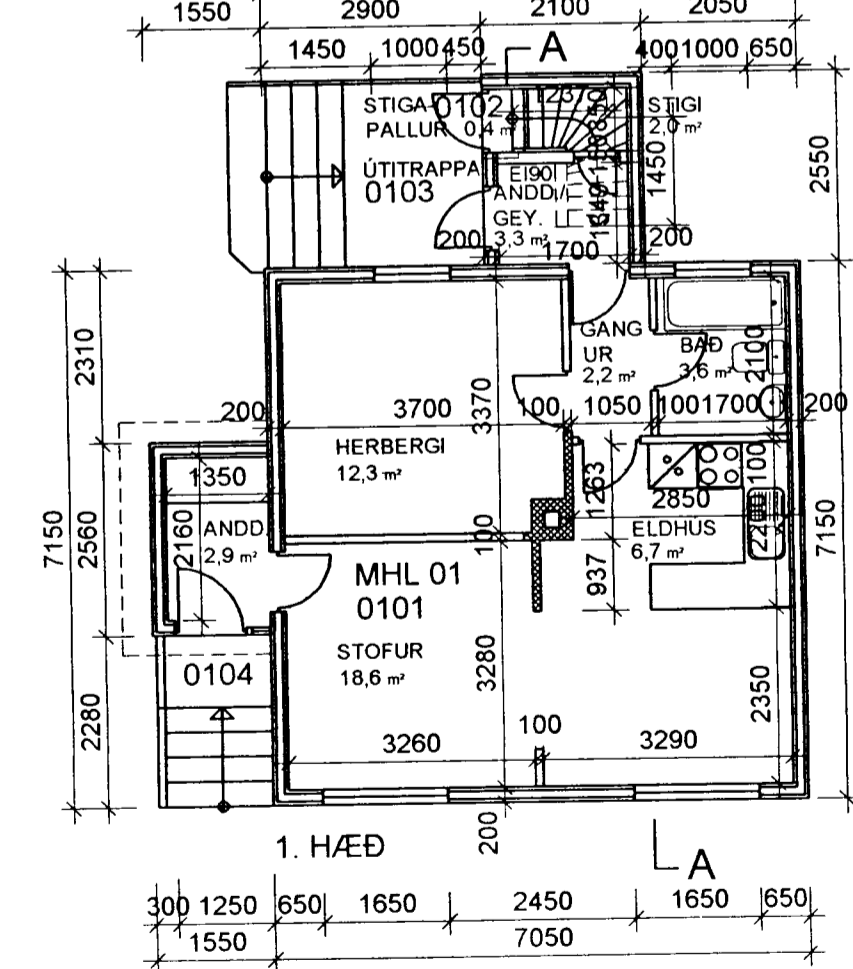 1550 2900 2100 2050
1450 1000 450 A 400 1000 650
STIGA- 0102 1237 STIGI
PALLUR 0,4 m² 2,0 m²
ÚTITRAPPA
0103
EI90
ANDD./
GEY.
3,3 m²
1450
2550
200 1700 200
GANG
UR
2,2 m²
BAÐ
3,6 m²
2100
2310
200 3700 3370 100 1050 100 1700 200
HERBERGI
12,3 m²
1350
2160
ANDD
2,9 m²
7150 2560
1263
2850
100
ELDHÚS
6,7 m²
7150
100
937
MHL 01
0101
STOFUR
18,6 m²
0104
2280
3280
2350
3260 100 3290
200
1. HÆÐ
A
300 1250 650 1650 2450 1650 650
1550 7050